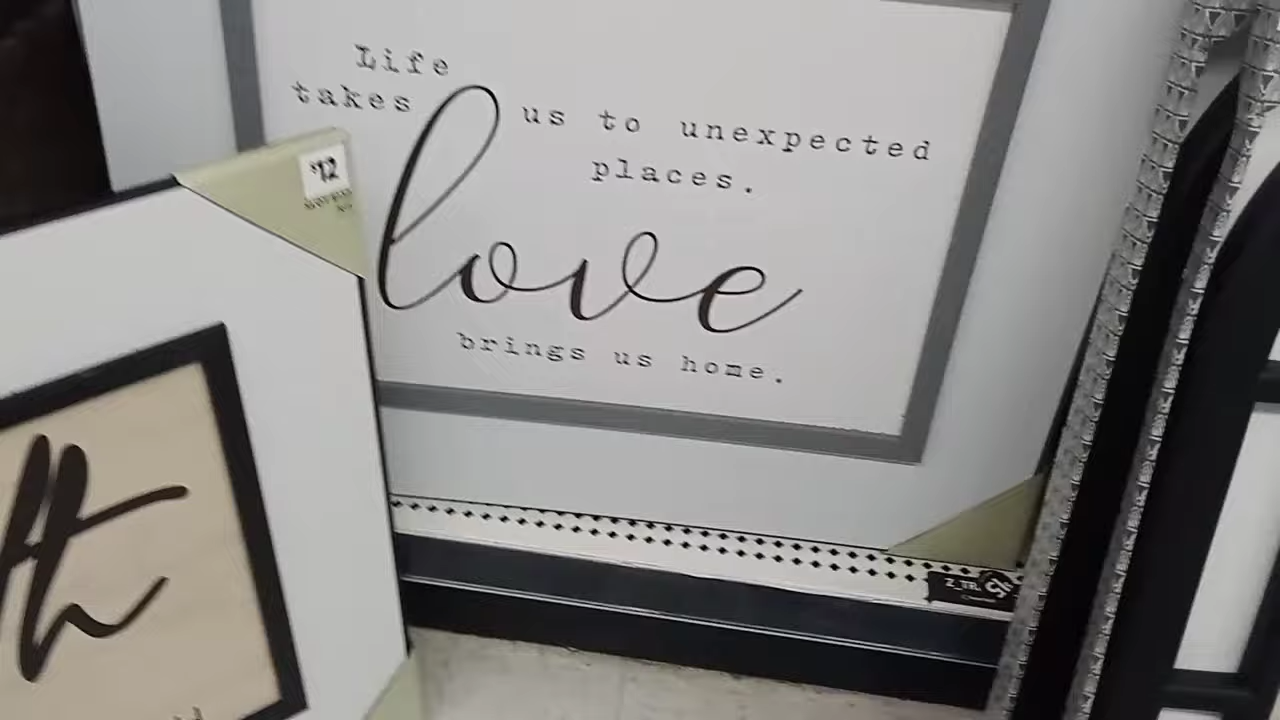 Life
takes us to unexpected
places.
love
brings us home.
$12